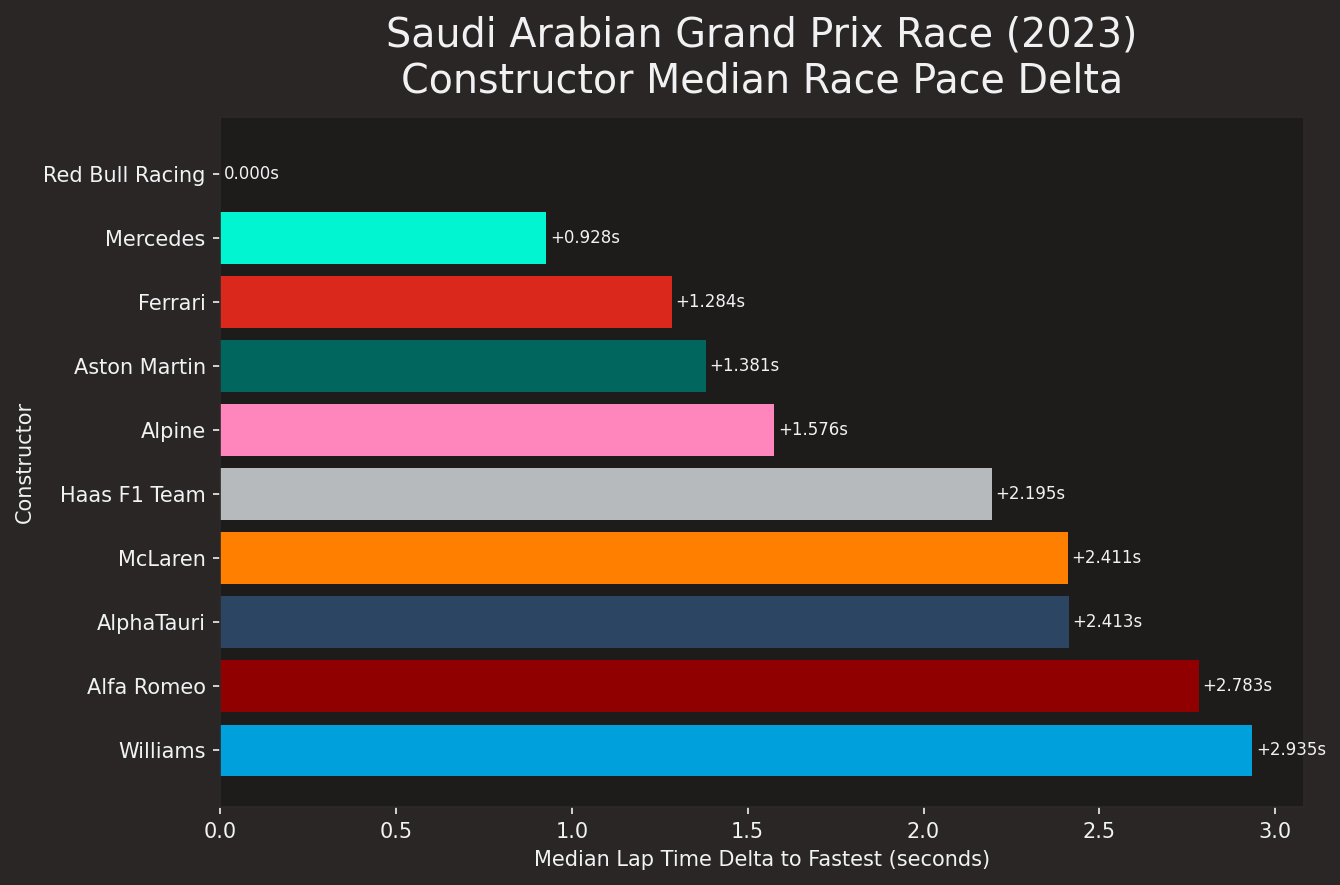 Saudi Arabian Grand Prix Race (2023)
Constructor Median Race Pace Delta
Constructor
Red Bull Racing 0.000s
Mercedes +0.928s
Ferrari +1.284s
Aston Martin +1.381s
Alpine +1.576s
Haas F1 Team +2.195s
McLaren +2.411s
AlphaTauri +2.413s
Alfa Romeo +2.783s
Williams +2.935s
0.0 0.5 1.0 1.5 2.0 2.5 3.0
Median Lap Time Delta to Fastest (seconds)